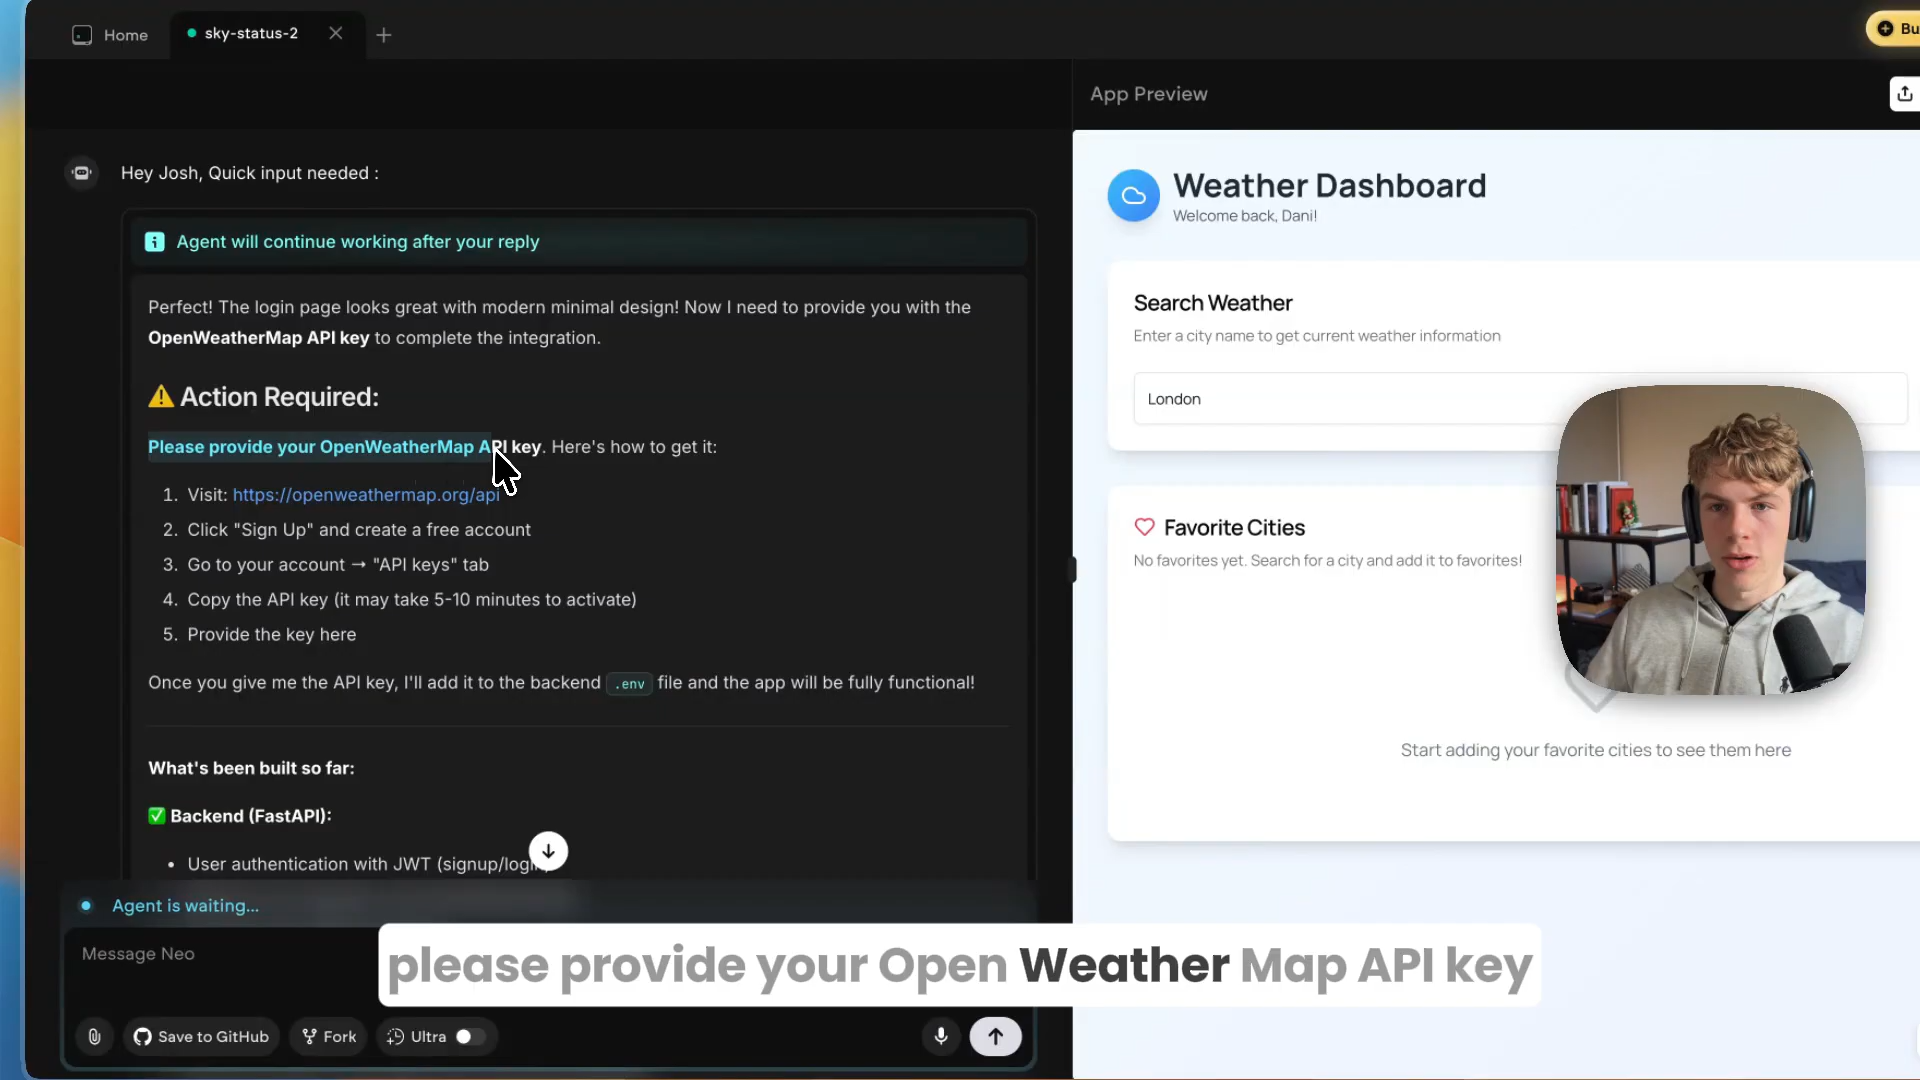 Home
sky-status-2
Bu
App Preview
Hey Josh, Quick input needed :
Agent will continue working after your reply
Perfect! The login page looks great with modern minimal design! Now I need to provide you with the
OpenWeatherMap API key to complete the integration.
⚠️ Action Required:
Please provide your OpenWeatherMap API key. Here's how to get it:
1. Visit: https://openweathermap.org/api
2. Click "Sign Up" and create a free account
3. Go to your account → "API keys" tab
4. Copy the API key (it may take 5-10 minutes to activate)
5. Provide the key here
Once you give me the API key, I'll add it to the backend .env file and the app will be fully functional!
What's been built so far:
✅ Backend (FastAPI):
• User authentication with JWT (signup/login
Agent is waiting...
Message Neo
Save to GitHub
Fork
Ultra
Weather Dashboard
Welcome back, Dani!
Search Weather
Enter a city name to get current weather information
London
Favorite Cities
No favorites yet. Search for a city and add it to favorites!
Start adding your favorite cities to see them here
please provide your Open Weather Map API key